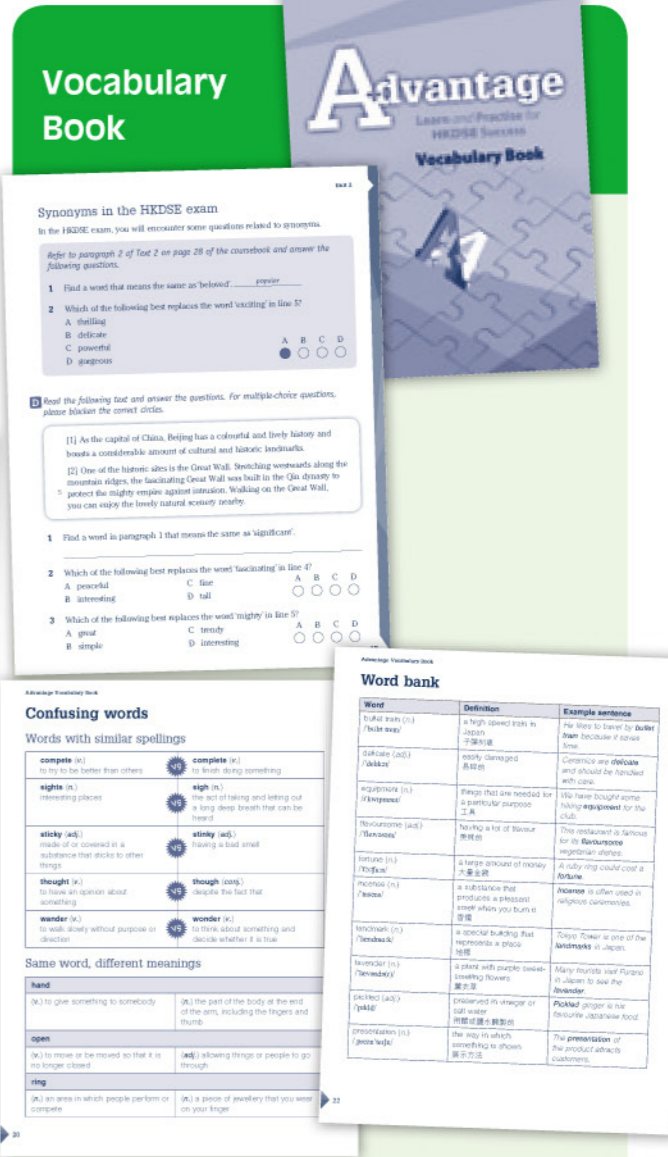 Vocabulary
Book
Advantage
Learn and Practise for
HKDSE Success
Vocabulary Book
Unit 2
Synonyms in the HKDSE exam
In the HKDSE exam, you will encounter some questions related to synonyms.
Refer to paragraph 2 of Text 2 on page 28 of the coursebook and answer the
following questions.
1 Find a word that means the same as 'beloved'. popular
2 Which of the following best replaces the word 'exciting' in line 5?
A thrilling
B delicate
C powerful
D gorgeous
A B C D
D Read the following text and answer the questions. For multiple-choice questions,
please blacken the correct circles.
[1] As the capital of China, Beijing has a colourful and lively history and
boasts a considerable amount of cultural and historic landmarks.
[2] One of the historic sites is the Great Wall. Stretching westwards along the
mountain ridges, the fascinating Great Wall was built in the Qin dynasty to
5 protect the mighty empire against intrusion. Walking on the Great Wall,
you can enjoy the lovely natural scenery nearby.
1 Find a word in paragraph 1 that means the same as 'significant'.
2 Which of the following best replaces the word 'fascinating' in line 4?
A peaceful C fine A B C D
B interesting D tall
3 Which of the following best replaces the word 'mighty' in line 5?
A great C trendy A B C D
B simple D interesting
Advantage Vocabulary Book
Confusing words
Words with similar spellings
compete (v.) VS complete (v.)
to try to be better than others to finish doing something
sights (n.) VS sigh (n.)
interesting places the act of taking and letting out
a long deep breath that can be
heard
sticky (adj.) VS stinky (adj.)
made of or covered in a having a bad smell
substance that sticks to other
things
thought (v.) VS though (conj.)
to have an opinion about despite the fact that
something
wander (v.) VS wonder (v.)
to walk slowly without purpose or to think about something and
direction decide whether it is true
Same word, different meanings
hand
(v.) to give something to somebody (n.) the part of the body at the end
of the arm, including the fingers and
thumb
open
(v.) to move or be moved so that it is (adj.) allowing things or people to go
no longer closed through
ring
(n.) an area in which people perform or (n.) a piece of jewellery that you wear
compete on your finger
20
Advantage Vocabulary Book
Word bank
Word Definition Example sentence
bullet train (n.) a high speed train in He likes to travel by bullet
Japan train because it saves
time.
delicate (adj.) easily damaged Ceramics are delicate
易碎的 and should be handled
with care.
equipment (n.) things that are needed for We have bought some
a particular purpose hiking equipment for the
工具 club.
flavoursome (adj.) having a lot of flavour This restaurant is famous
美味的 for its flavoursome
vegetarian dishes.
fortune (n.) a large amount of money A ruby ring could cost a
大量金錢 fortune.
incense (n.) a substance that Incense is often used in
produces a pleasant religious ceremonies.
smell when you burn it
landmark (n.) a special building that Tokyo Tower is one of the
represents a place landmarks in Japan.
地標
lavender (n.) a plant with purple sweet- Many tourists visit Furano
smelling flowers in Japan to see the
薰衣草 lavender.
pickled (adj.) preserved in vinegar or Pickled ginger is his
salt water favourite Japanese food.
presentation (n.) the way in which The presentation of
something is shown the product attracts
展示方法 customers.
22